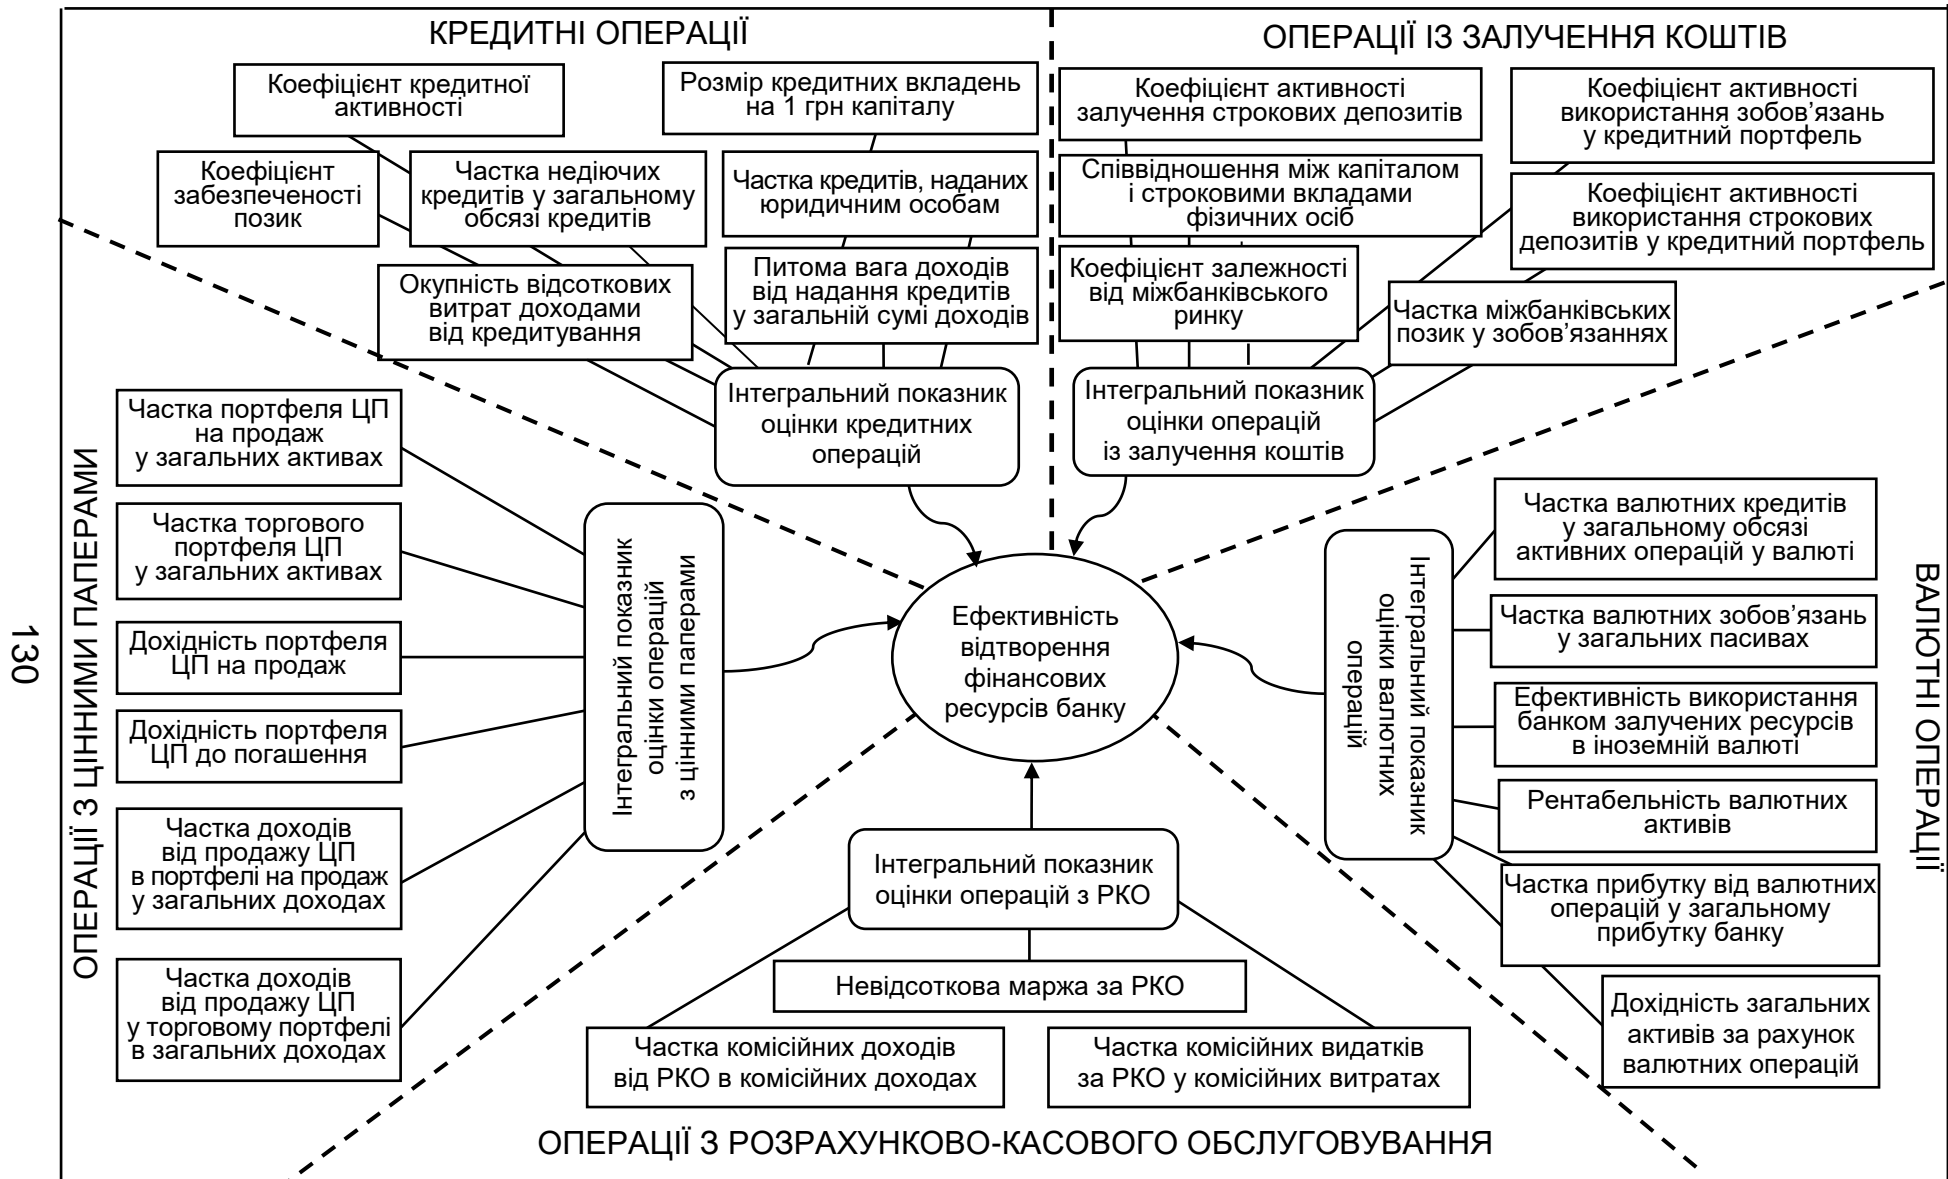 КРЕДИТНІ ОПЕРАЦІЇ
Коефіцієнт кредитної
активності
Розмір кредитних вкладень
на 1 грн капіталу
Коефіцієнт
забезпеченості
позик
Частка недіючих
кредитів у загальному
обсязі кредитів
Частка кредитів, наданих
юридичним особам
Окупність відсоткових
витрат доходами
від кредитування
Питома вага доходів
від надання кредитів
у загальній сумі доходів
Інтегральний показник
оцінки кредитних
операцій
ОПЕРАЦІЇ ІЗ ЗАЛУЧЕННЯ КОШТІВ
Коефіцієнт активності
залучення строкових депозитів
Коефіцієнт активності
використання зобов’язань
у кредитний портфель
Співвідношення між капіталом
і строковими вкладами
фізичних осіб
Коефіцієнт активності
використання строкових
депозитів у кредитний портфель
Коефіцієнт залежності
від міжбанківського
ринку
Частка міжбанківських
позик у зобов’язаннях
Інтегральний показник
оцінки операцій
із залучення коштів
ОПЕРАЦІЇ З ЦІННИМИ ПАПЕРАМИ
Частка портфеля ЦП
на продаж
у загальних активах
Частка торгового
портфеля ЦП
у загальних активах
Дохідність портфеля
ЦП на продаж
Дохідність портфеля
ЦП до погашення
Частка доходів
від продажу ЦП
в портфелі на продаж
у загальних доходах
Частка доходів
від продажу ЦП
у торговому портфелі
в загальних доходах
Інтегральний показник
оцінки операцій
з цінними паперами
Ефективність
відтворення
фінансових
ресурсів банку
Інтегральний показник
оцінки валютних
операцій
Частка валютних кредитів
у загальному обсязі
активних операцій у валюті
Частка валютних зобов’язань
у загальних пасивах
Ефективність використання
банком залучених ресурсів
в іноземній валюті
Рентабельність валютних
активів
Частка прибутку від валютних
операцій у загальному
прибутку банку
Дохідність загальних
активів за рахунок
валютних операцій
ВАЛЮТНІ ОПЕРАЦІЇ
Інтегральний показник
оцінки операцій з РКО
Невідсоткова маржа за РКО
Частка комісійних доходів
від РКО в комісійних доходах
Частка комісійних видатків
за РКО у комісійних витратах
ОПЕРАЦІЇ З РОЗРАХУНКОВО-КАСОВОГО ОБСЛУГОВУВАННЯ
130